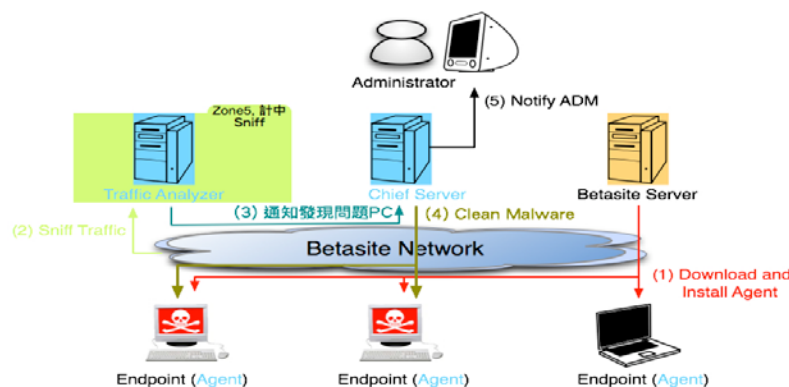 Administrator
(5) Notify ADM
Zone5, 計中
Sniff
Traffic Analyzer
Chief Server
Betasite Server
(3) 通知發現問題PC
(4) Clean Malware
(2) Sniff Traffic
Betasite Network
(1) Download and
Install Agent
Endpoint (Agent)
Endpoint (Agent)
Endpoint (Agent)